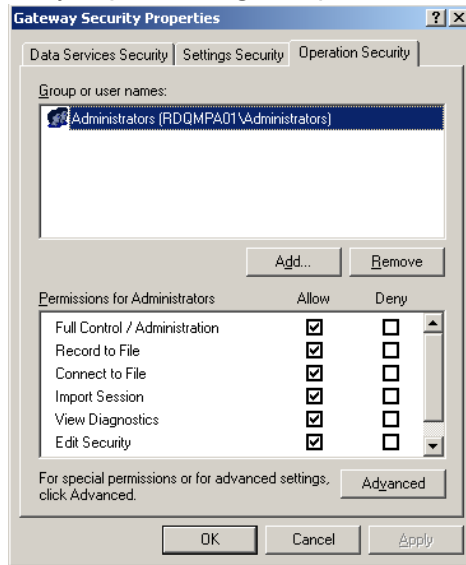 Gateway Security Properties
Data Services Security Settings Security Operation Security
Group or user names:
Administrators (RDQMPA01\Administrators)
Add... Remove
Permissions for Administrators Allow Deny
Full Control / Administration
Record to File
Connect to File
Import Session
View Diagnostics
Edit Security
For special permissions or for advanced settings,
click Advanced.
Advanced
OK Cancel Apply